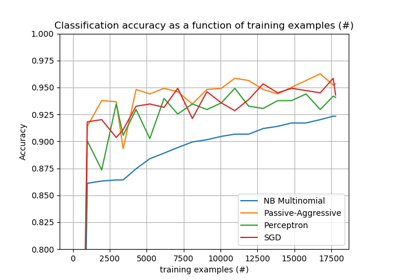 Classification accuracy as a function of training examples (#)
1.000
0.975
0.950
0.925
0.900
0.875
0.850
0.825
0.800
Accuracy
0 2500 5000 7500 10000 12500 15000 17500
training examples (#)
NB Multinomial
Passive-Aggressive
Perceptron
SGD